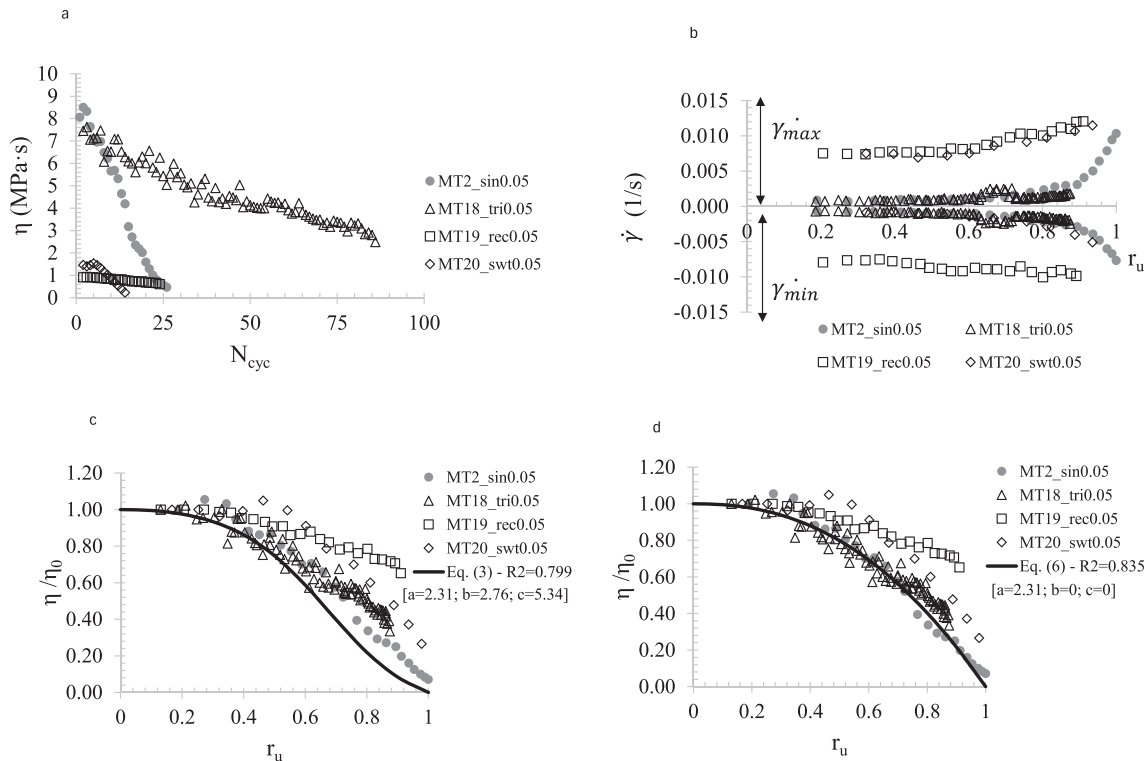 a
10
9
8
7
6
5
4
3
2
1
0
η (MPa·s)
0 25 50 75 100
N_cyc
MT2_sin0.05
MT18_tri0.05
MT19_rec0.05
MT20_swt0.05
b
0.015
0.010
0.005
0.000
-0.005
-0.010
-0.015
γ̇ (1/s)
γ̇max
γ̇min
0 0.2 0.4 0.6 0.8 1
r_u
MT2_sin0.05 MT18_tri0.05
MT19_rec0.05 MT20_swt0.05
c
1.20
1.00
0.80
0.60
0.40
0.20
0.00
η/η₀
0 0.2 0.4 0.6 0.8 1
r_u
MT2_sin0.05
MT18_tri0.05
MT19_rec0.05
MT20_swt0.05
Eq. (3) - R2=0.799
[a=2.31; b=2.76; c=5.34]
d
1.20
1.00
0.80
0.60
0.40
0.20
0.00
η/η₀
0 0.2 0.4 0.6 0.8 1
r_u
MT2_sin0.05
MT18_tri0.05
MT19_rec0.05
MT20_swt0.05
Eq. (6) - R2=0.835
[a=2.31; b=0; c=0]